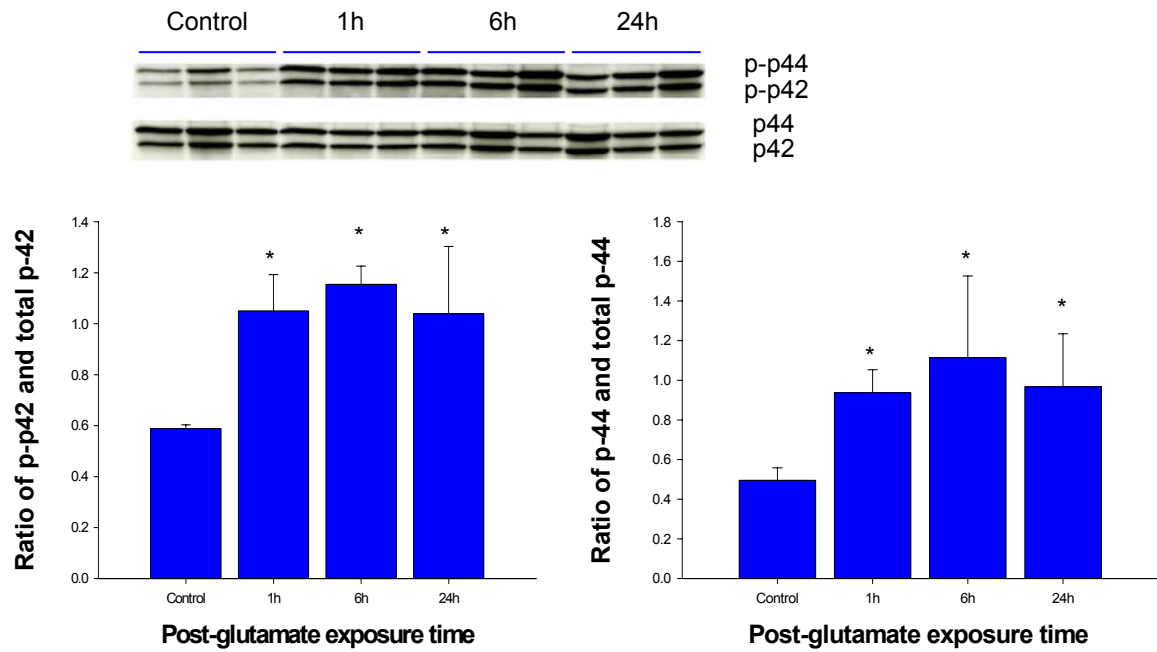 Control 1h 6h 24h
p-p44
p-p42
p44
p42
Ratio of p-p42 and total p-42
1.4
1.2
1.0
0.8
0.6
0.4
0.2
0.0
* * *
Control 1h 6h 24h
Post-glutamate exposure time
Ratio of p-44 and total p-44
1.8
1.6
1.4
1.2
1.0
0.8
0.6
0.4
0.2
0.0
* * *
Control 1h 6h 24h
Post-glutamate exposure time